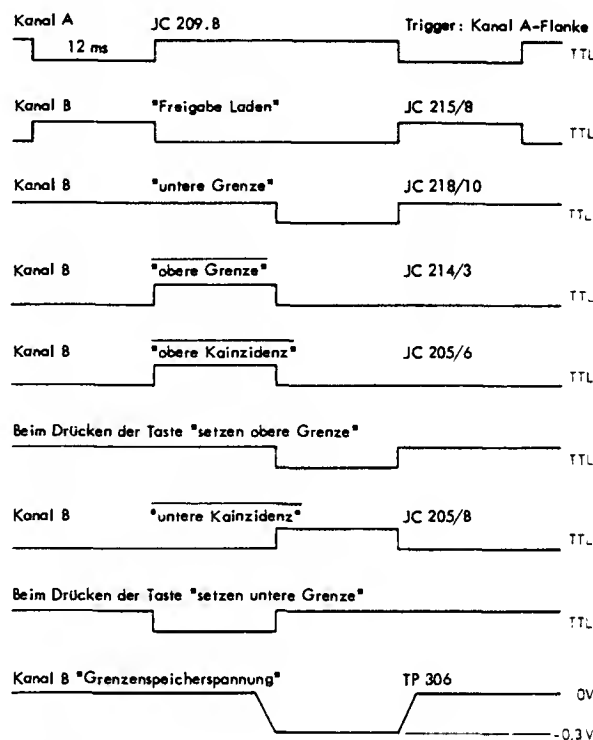 Kanal A JC 209.8 Trigger: Kanal A-Flanke
12 ms TTL
Kanal B "Freigabe Laden" JC 215/8
TTL
Kanal B "untere Grenze" JC 218/10
TTL
Kanal B "obere Grenze" JC 214/3
TTL
Kanal B "obere Kainzidenz" JC 205/6
TTL
Beim Drücken der Taste "setzen obere Grenze"
TTL
Kanal B "untere Kainzidenz" JC 205/8
TTL
Beim Drücken der Taste "setzen untere Grenze"
TTL
Kanal B "Grenzenspeicherspannung" TP 306
0V
-0.3 V